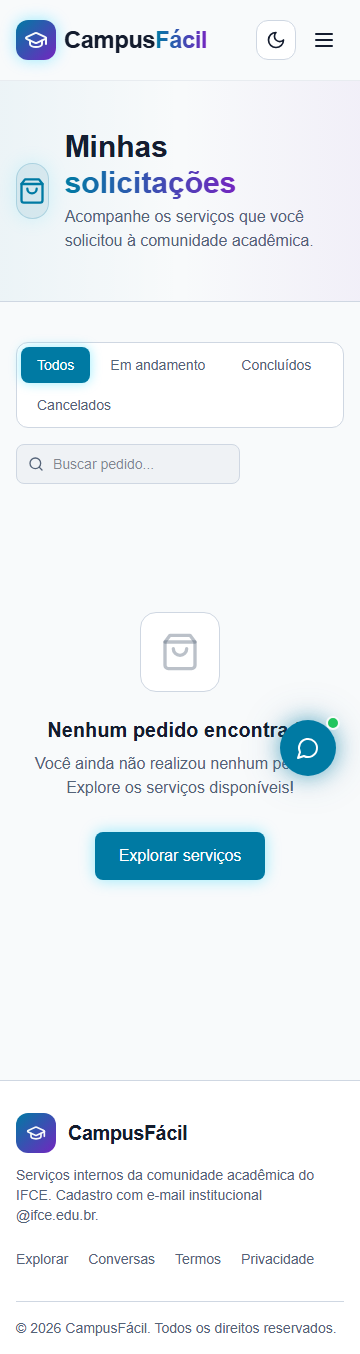 CampusFácil
Minhas
solicitações
Acompanhe os serviços que você
solicitou à comunidade acadêmica.
Todos
Em andamento
Concluídos
Cancelados
Buscar pedido...
Nenhum pedido
Você ainda não realizou nenhum
Explore os serviços disponíveis!
Explorar serviços
CampusFácil
Serviços internos da comunidade acadêmica do
IFCE. Cadastro com e-mail institucional
@ifce.edu.br.
Explorar
Conversas
Termos
Privacidade
© 2026 CampusFácil. Todos os direitos reservados.